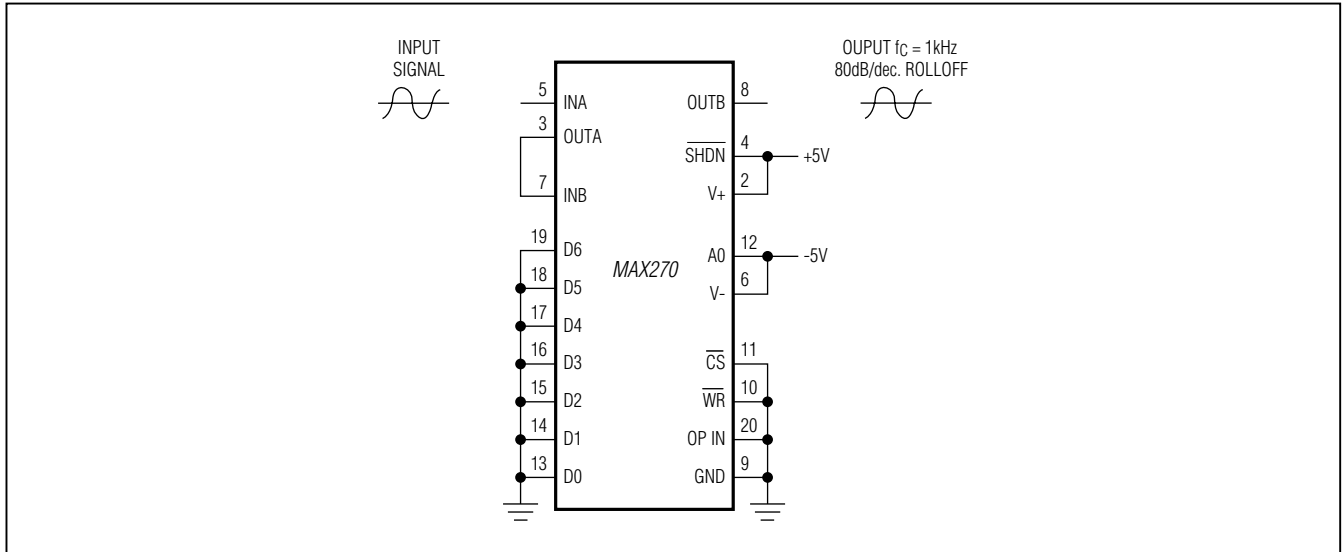 INPUT
SIGNAL
OUPUT fC = 1kHz
80dB/dec. ROLLOFF
5 INA
3 OUTA
7 INB
19 D6
18 D5
17 D4
16 D3
15 D2
14 D1
13 D0
MAX270
OUTB 8
SHDN 4 +5V
V+ 2
A0 12 -5V
V- 6
CS 11
WR 10
OP IN 20
GND 9